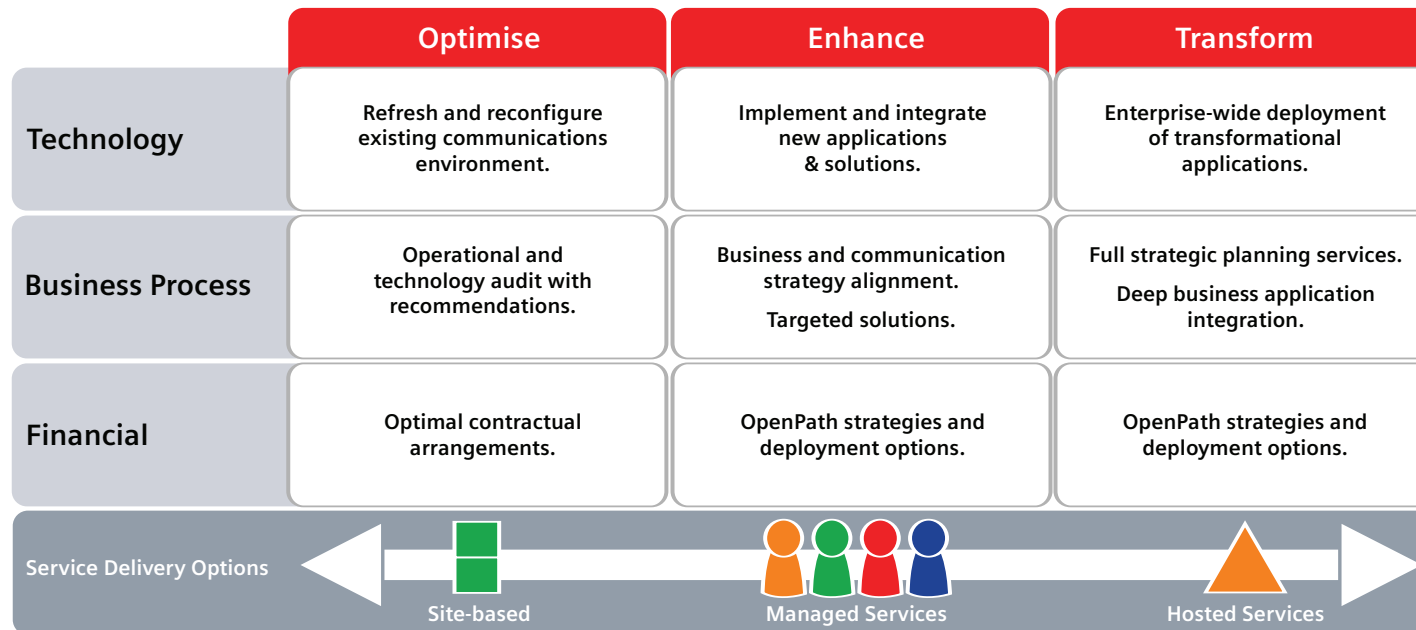 Optimise
Enhance
Transform
Technology
Refresh and reconfigure
existing communications
environment.
Implement and integrate
new applications
& solutions.
Enterprise-wide deployment
of transformational
applications.
Business Process
Operational and
technology audit with
recommendations.
Business and communication
strategy alignment.
Targeted solutions.
Full strategic planning services.
Deep business application
integration.
Financial
Optimal contractual
arrangements.
OpenPath strategies and
deployment options.
OpenPath strategies and
deployment options.
Service Delivery Options
Site-based
Managed Services
Hosted Services